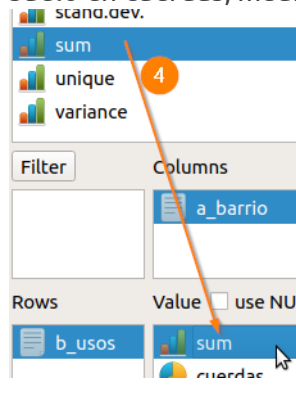 stand.dev.
sum
4
unique
variance
Filter Columns
a_barrio
Rows Value use NU
b_usos sum
cuerdas